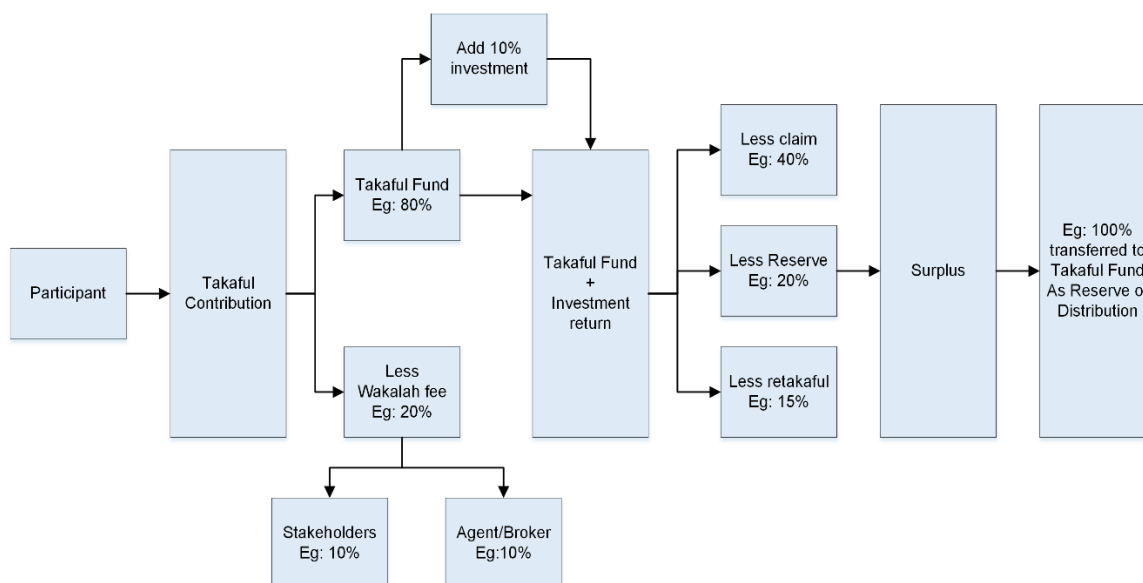 Participant
Takaful
Contribution
Add 10%
investment
Takaful Fund
Eg: 80%
Less
Wakalah fee
Eg: 20%
Stakeholders
Eg: 10%
Agent/Broker
Eg:10%
Takaful Fund
+
Investment
return
Less claim
Eg: 40%
Less Reserve
Eg: 20%
Less retakaful
Eg: 15%
Surplus
Eg: 100%
transferred to
Takaful Fund
As Reserve o
Distribution